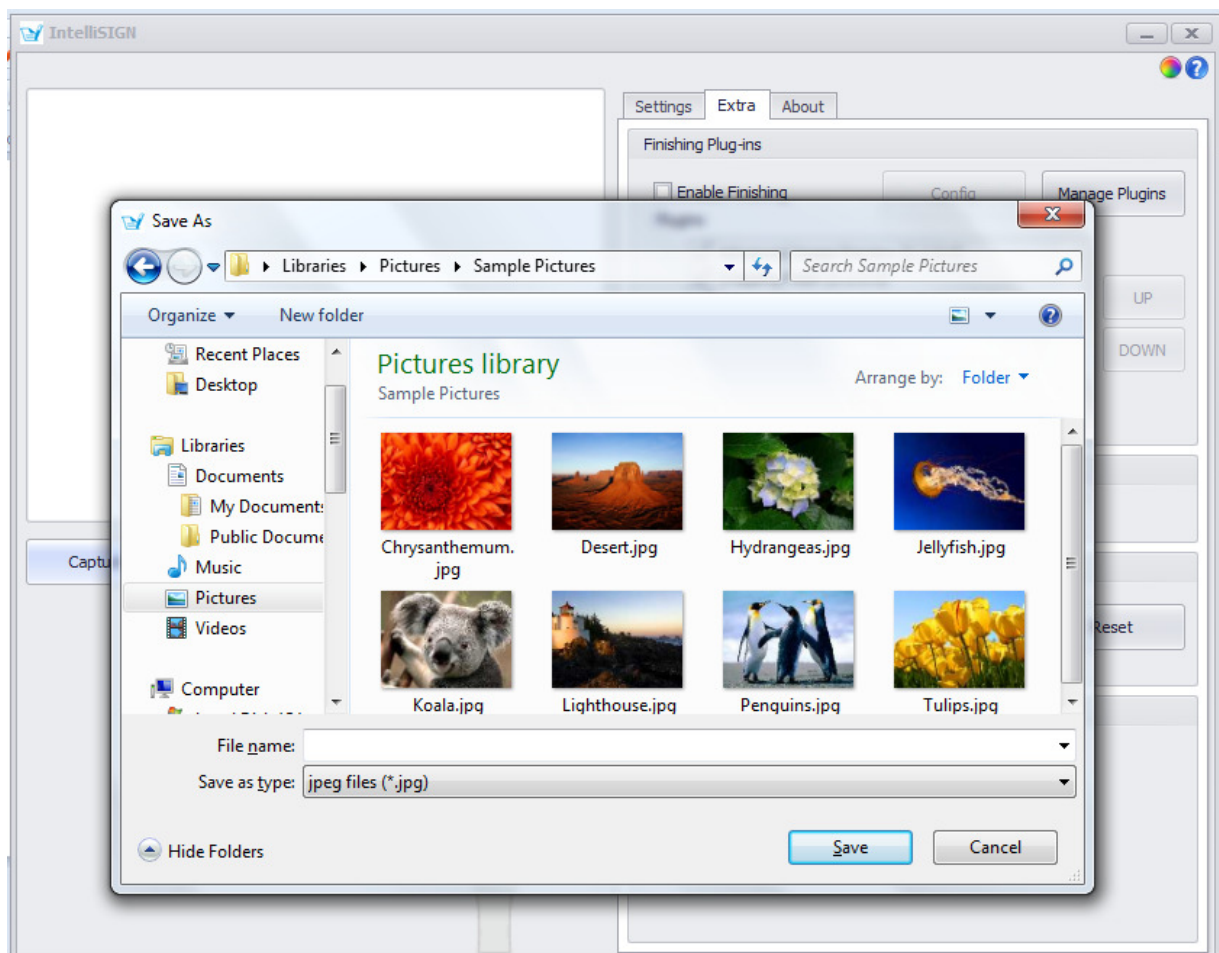 IntelliSIGN
Settings Extra About
Finishing Plug-ins
Enable Finishing
Config
Manage Plugins
UP
DOWN
Captu
Reset
Save As
Libraries Pictures Sample Pictures
Search Sample Pictures
Organize New folder
Recent Places
Desktop
Libraries
Documents
My Document
Public Docume
Music
Pictures
Videos
Computer
Pictures library
Sample Pictures
Arrange by: Folder
Chrysanthemum.
jpg
Desert.jpg
Hydrangeas.jpg
Jellyfish.jpg
Koala.jpg
Lighthouse.jpg
Penguins.jpg
Tulips.jpg
File name:
Save as type: jpeg files (*.jpg)
Hide Folders
Save
Cancel